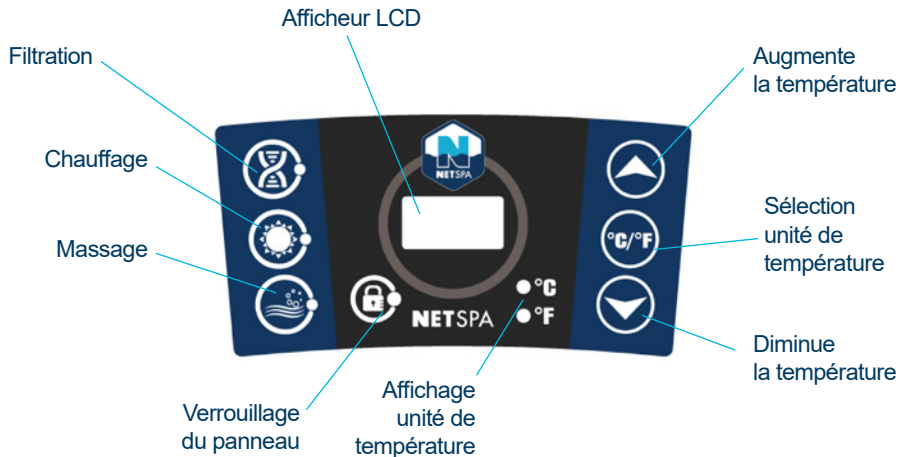 Afficheur LCD
Filtration
Augmente
la température
Chauffage
N
NETSPA
Massage
°C/°F
Sélection
unité de
température
°C
NETSPA
°F
Diminue
la température
Affichage
unité de
température
Verrouillage
du panneau